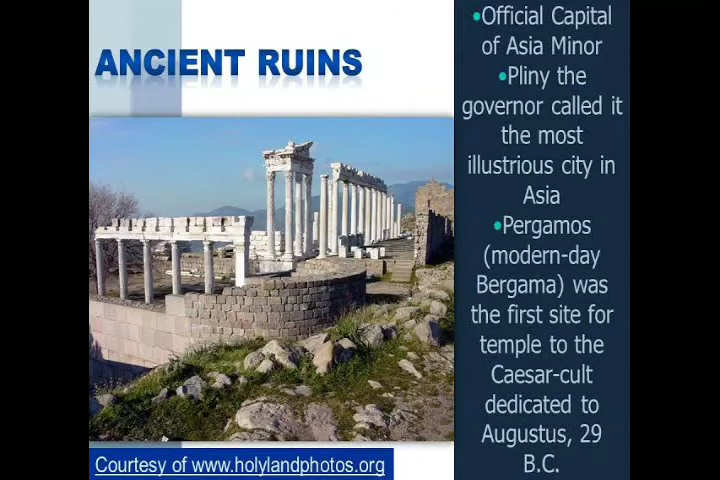 ANCIENT RUINS
•Official Capital
of Asia Minor
•Pliny the
governor called it
the most
illustrious city in
Asia
•Pergamos
(modern-day
Bergama) was
the first site for
temple to the
Caesar-cult
dedicated to
Augustus, 29
B.C.
Courtesy of www.holylandphotos.org